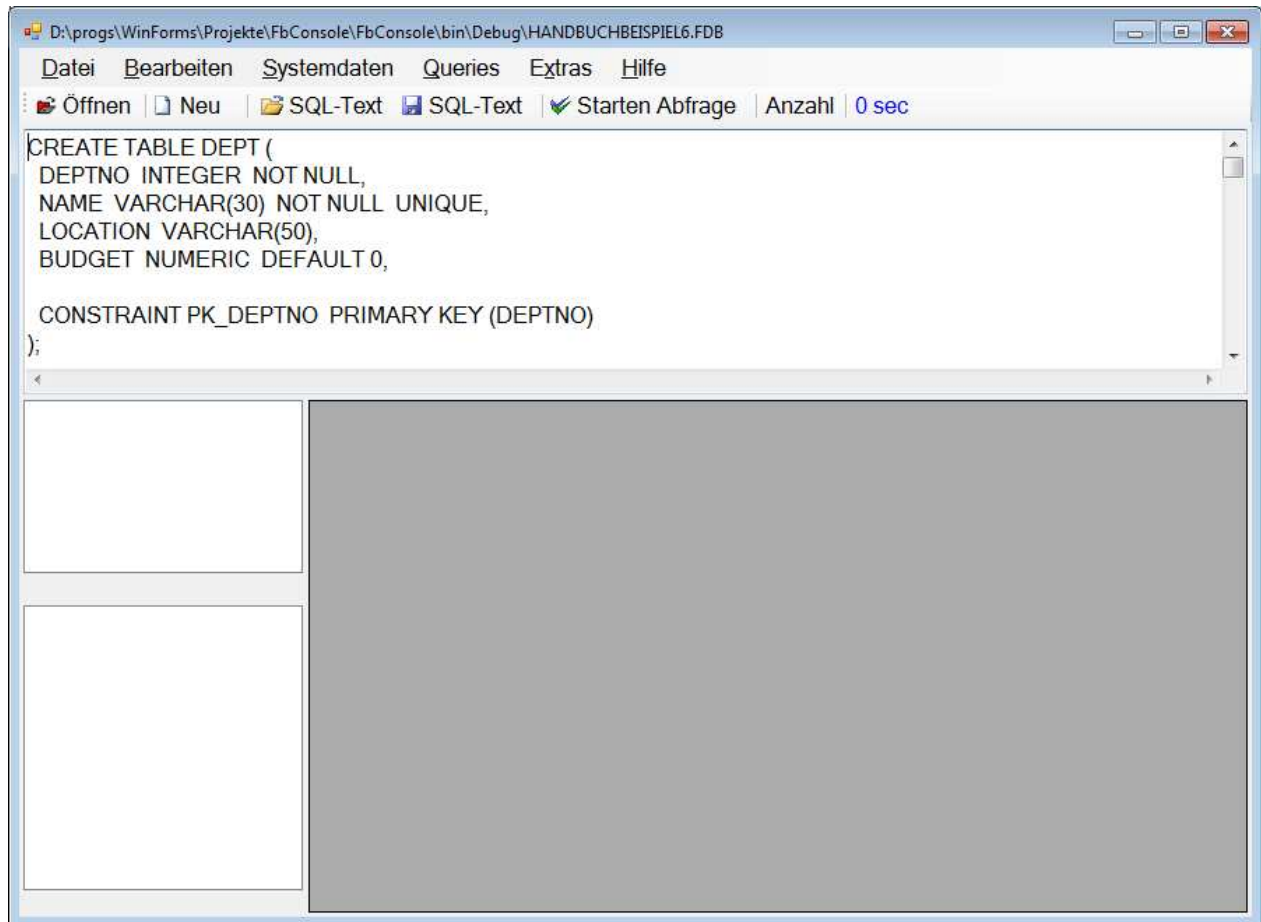 D:\progs\WinForms\Projekte\FbConsole\FbConsole\bin\Debug\HANDBUCHBEISPIEL6.FDB
Datei Bearbeiten Systemdaten Queries Extras Hilfe
Öffnen Neu SQL-Text SQL-Text Starten Abfrage Anzahl 0 sec
CREATE TABLE DEPT (
DEPTNO INTEGER NOT NULL,
NAME VARCHAR(30) NOT NULL UNIQUE,
LOCATION VARCHAR(50),
BUDGET NUMERIC DEFAULT 0,
CONSTRAINT PK_DEPTNO PRIMARY KEY (DEPTNO)
);